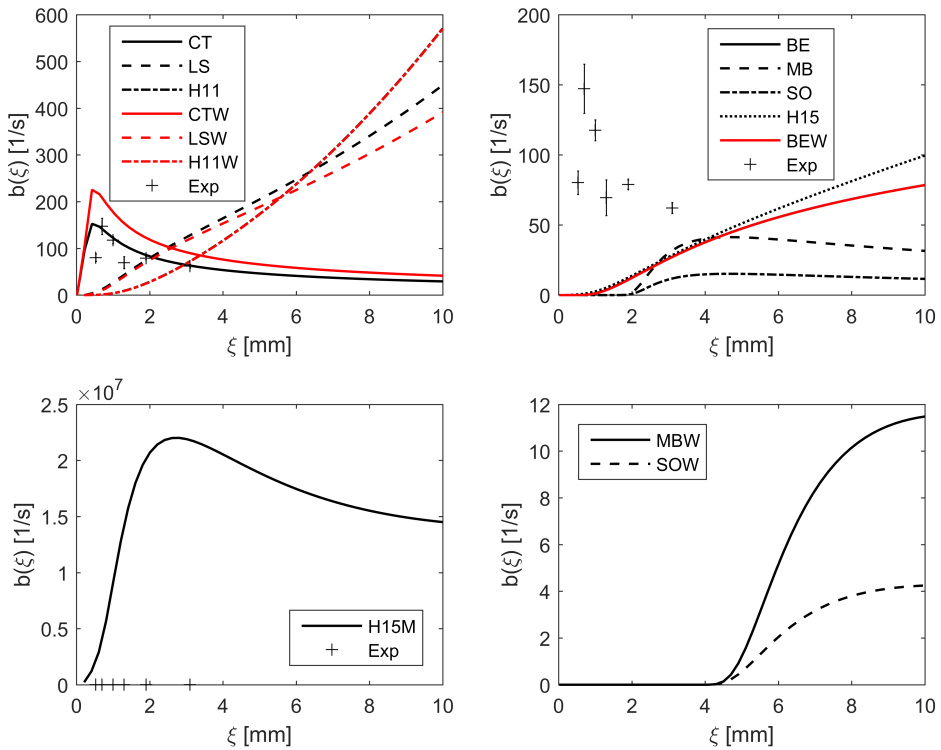 600
500
400
300
200
100
0
b(ξ) [1/s]
CT
LS
H11
CTW
LSW
H11W
Exp
0 2 4 6 8 10
ξ [mm]
200
150
100
50
0
b(ξ) [1/s]
BE
MB
SO
H15
BEW
Exp
0 2 4 6 8 10
ξ [mm]
×10^7
2.5
2
1.5
1
0.5
0
b(ξ) [1/s]
H15M
Exp
0 2 4 6 8 10
ξ [mm]
12
10
8
6
4
2
0
b(ξ) [1/s]
MBW
SOW
0 2 4 6 8 10
ξ [mm]